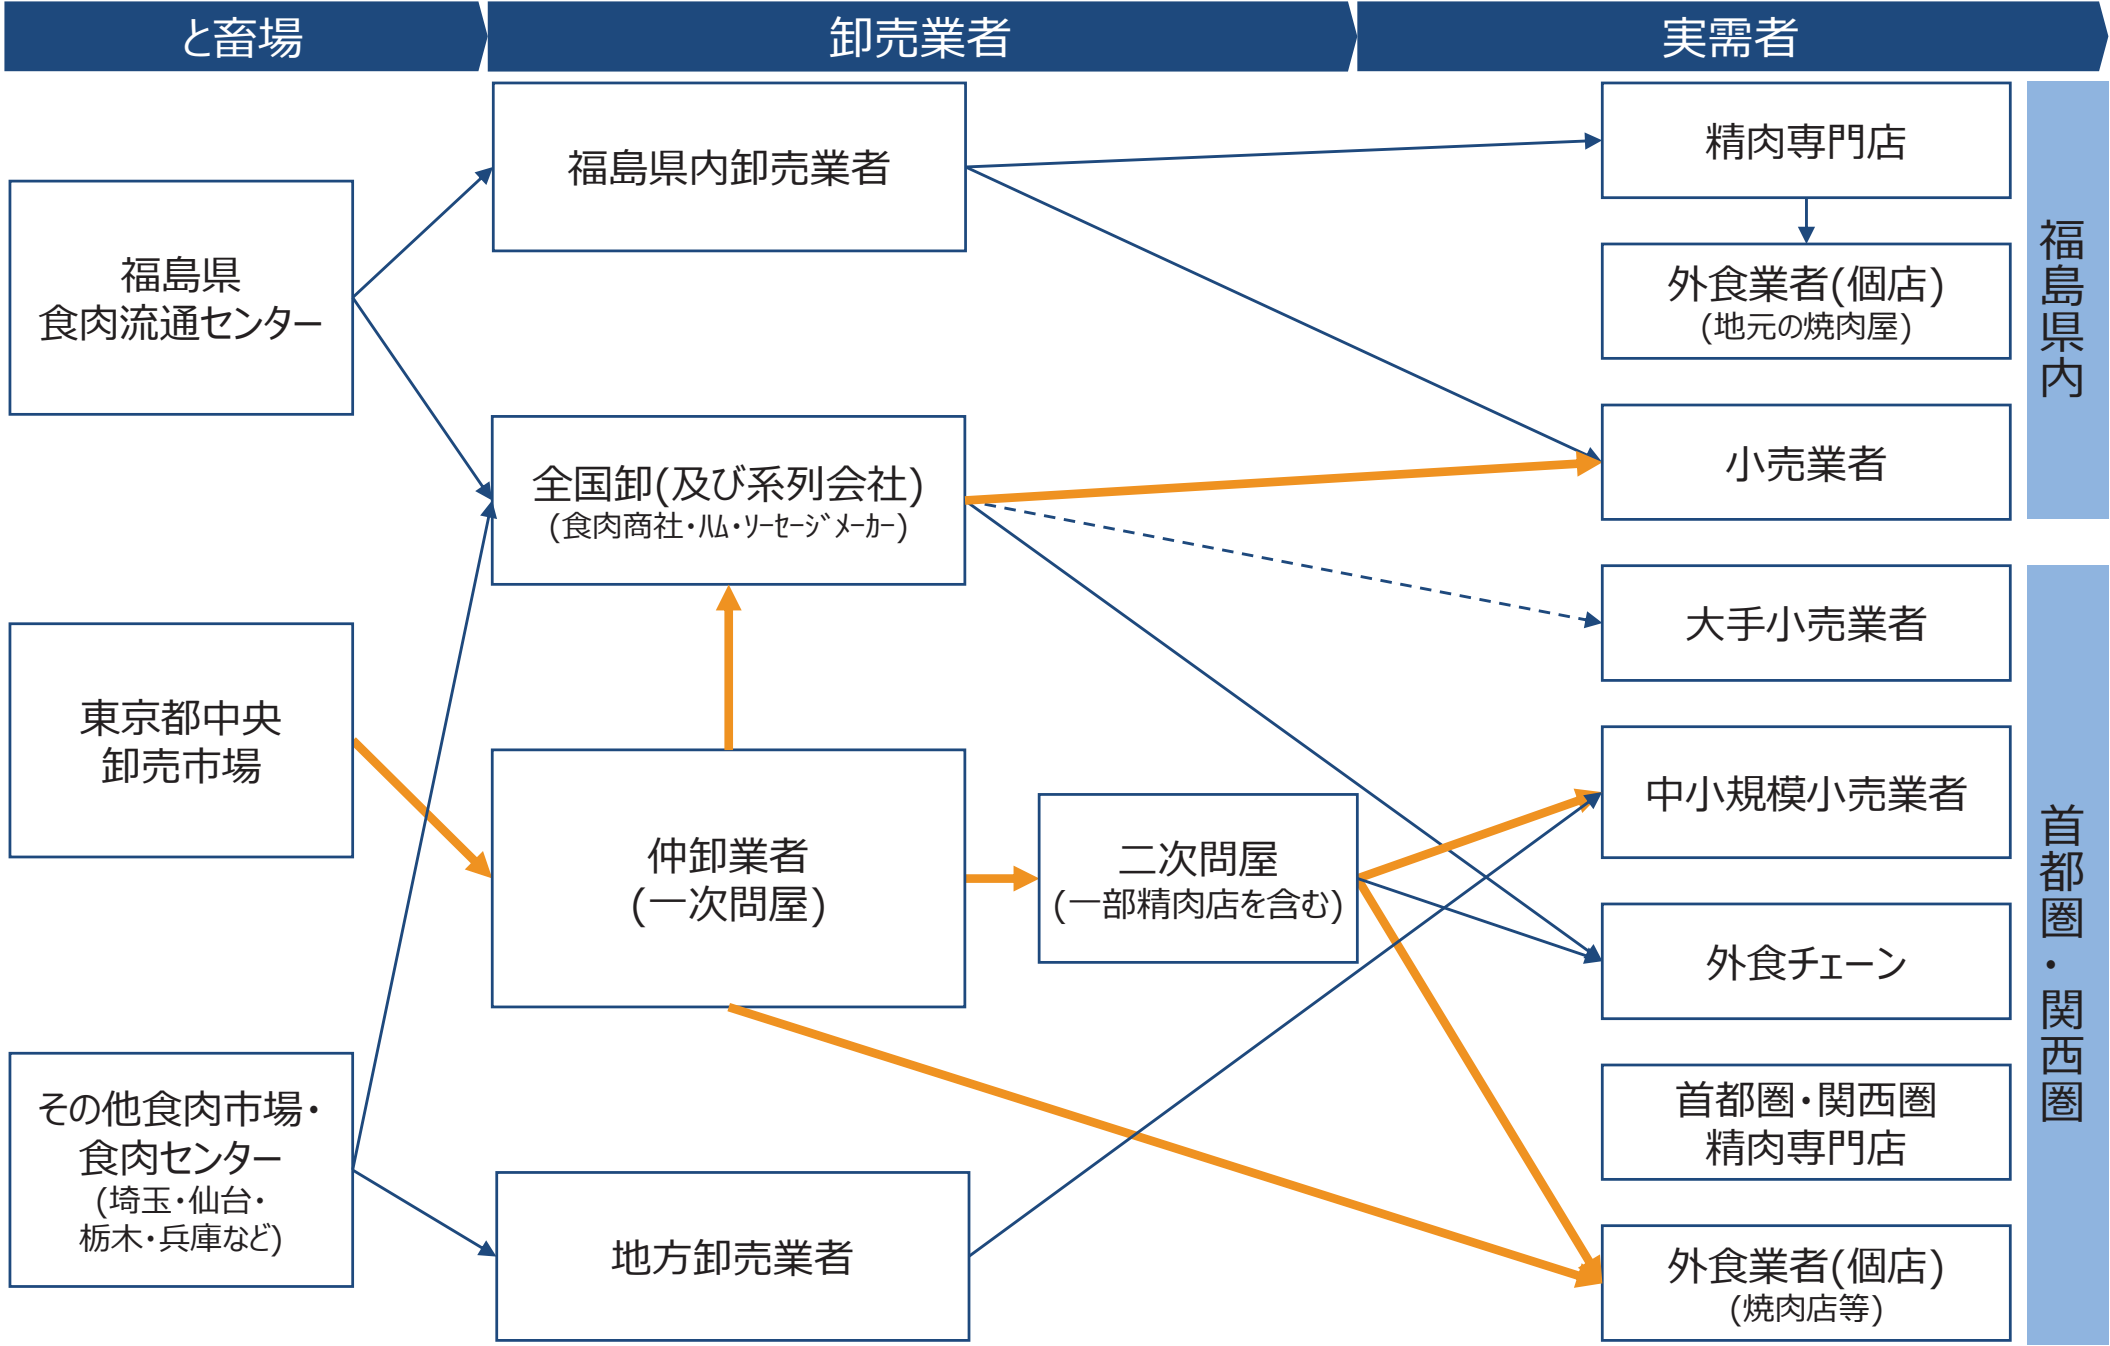 と畜場
卸売業者
実需者
福島県
食肉流通センター
東京都中央
卸売市場
その他食肉市場・
食肉センター
(埼玉・仙台・
栃木・兵庫など)
福島県内卸売業者
全国卸(及び系列会社)
(食肉商社・ﾊﾑ・ｿｰｾｰｼﾞﾒｰｶｰ)
仲卸業者
(一次問屋)
二次問屋
(一部精肉店を含む)
地方卸売業者
精肉専門店
外食業者(個店)
(地元の焼肉屋)
小売業者
大手小売業者
中小規模小売業者
外食チェーン
首都圏・関西圏
精肉専門店
外食業者(個店)
(焼肉店等)
福島県内
首都圏・関西圏